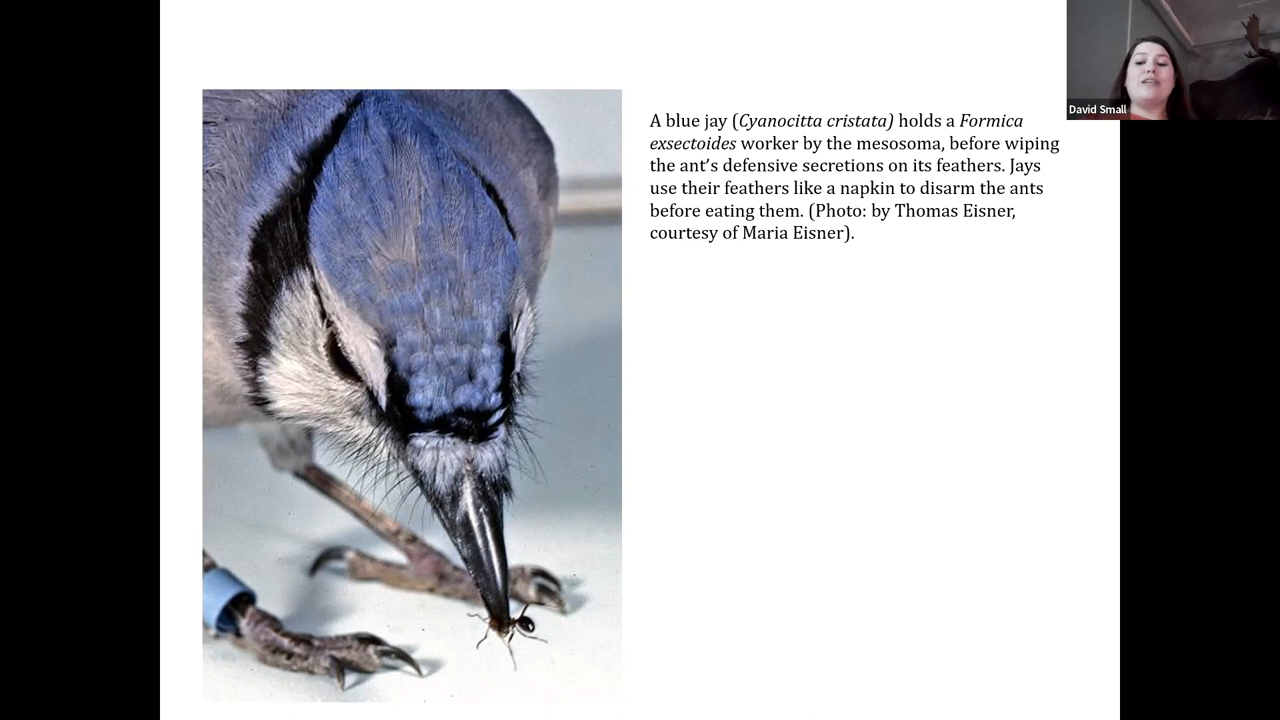 A blue jay (Cyanocitta cristata) holds a Formica
exsectoides worker by the mesosoma, before wiping
the ant’s defensive secretions on its feathers. Jays
use their feathers like a napkin to disarm the ants
before eating them. (Photo: by Thomas Eisner,
courtesy of Maria Eisner).
David Small